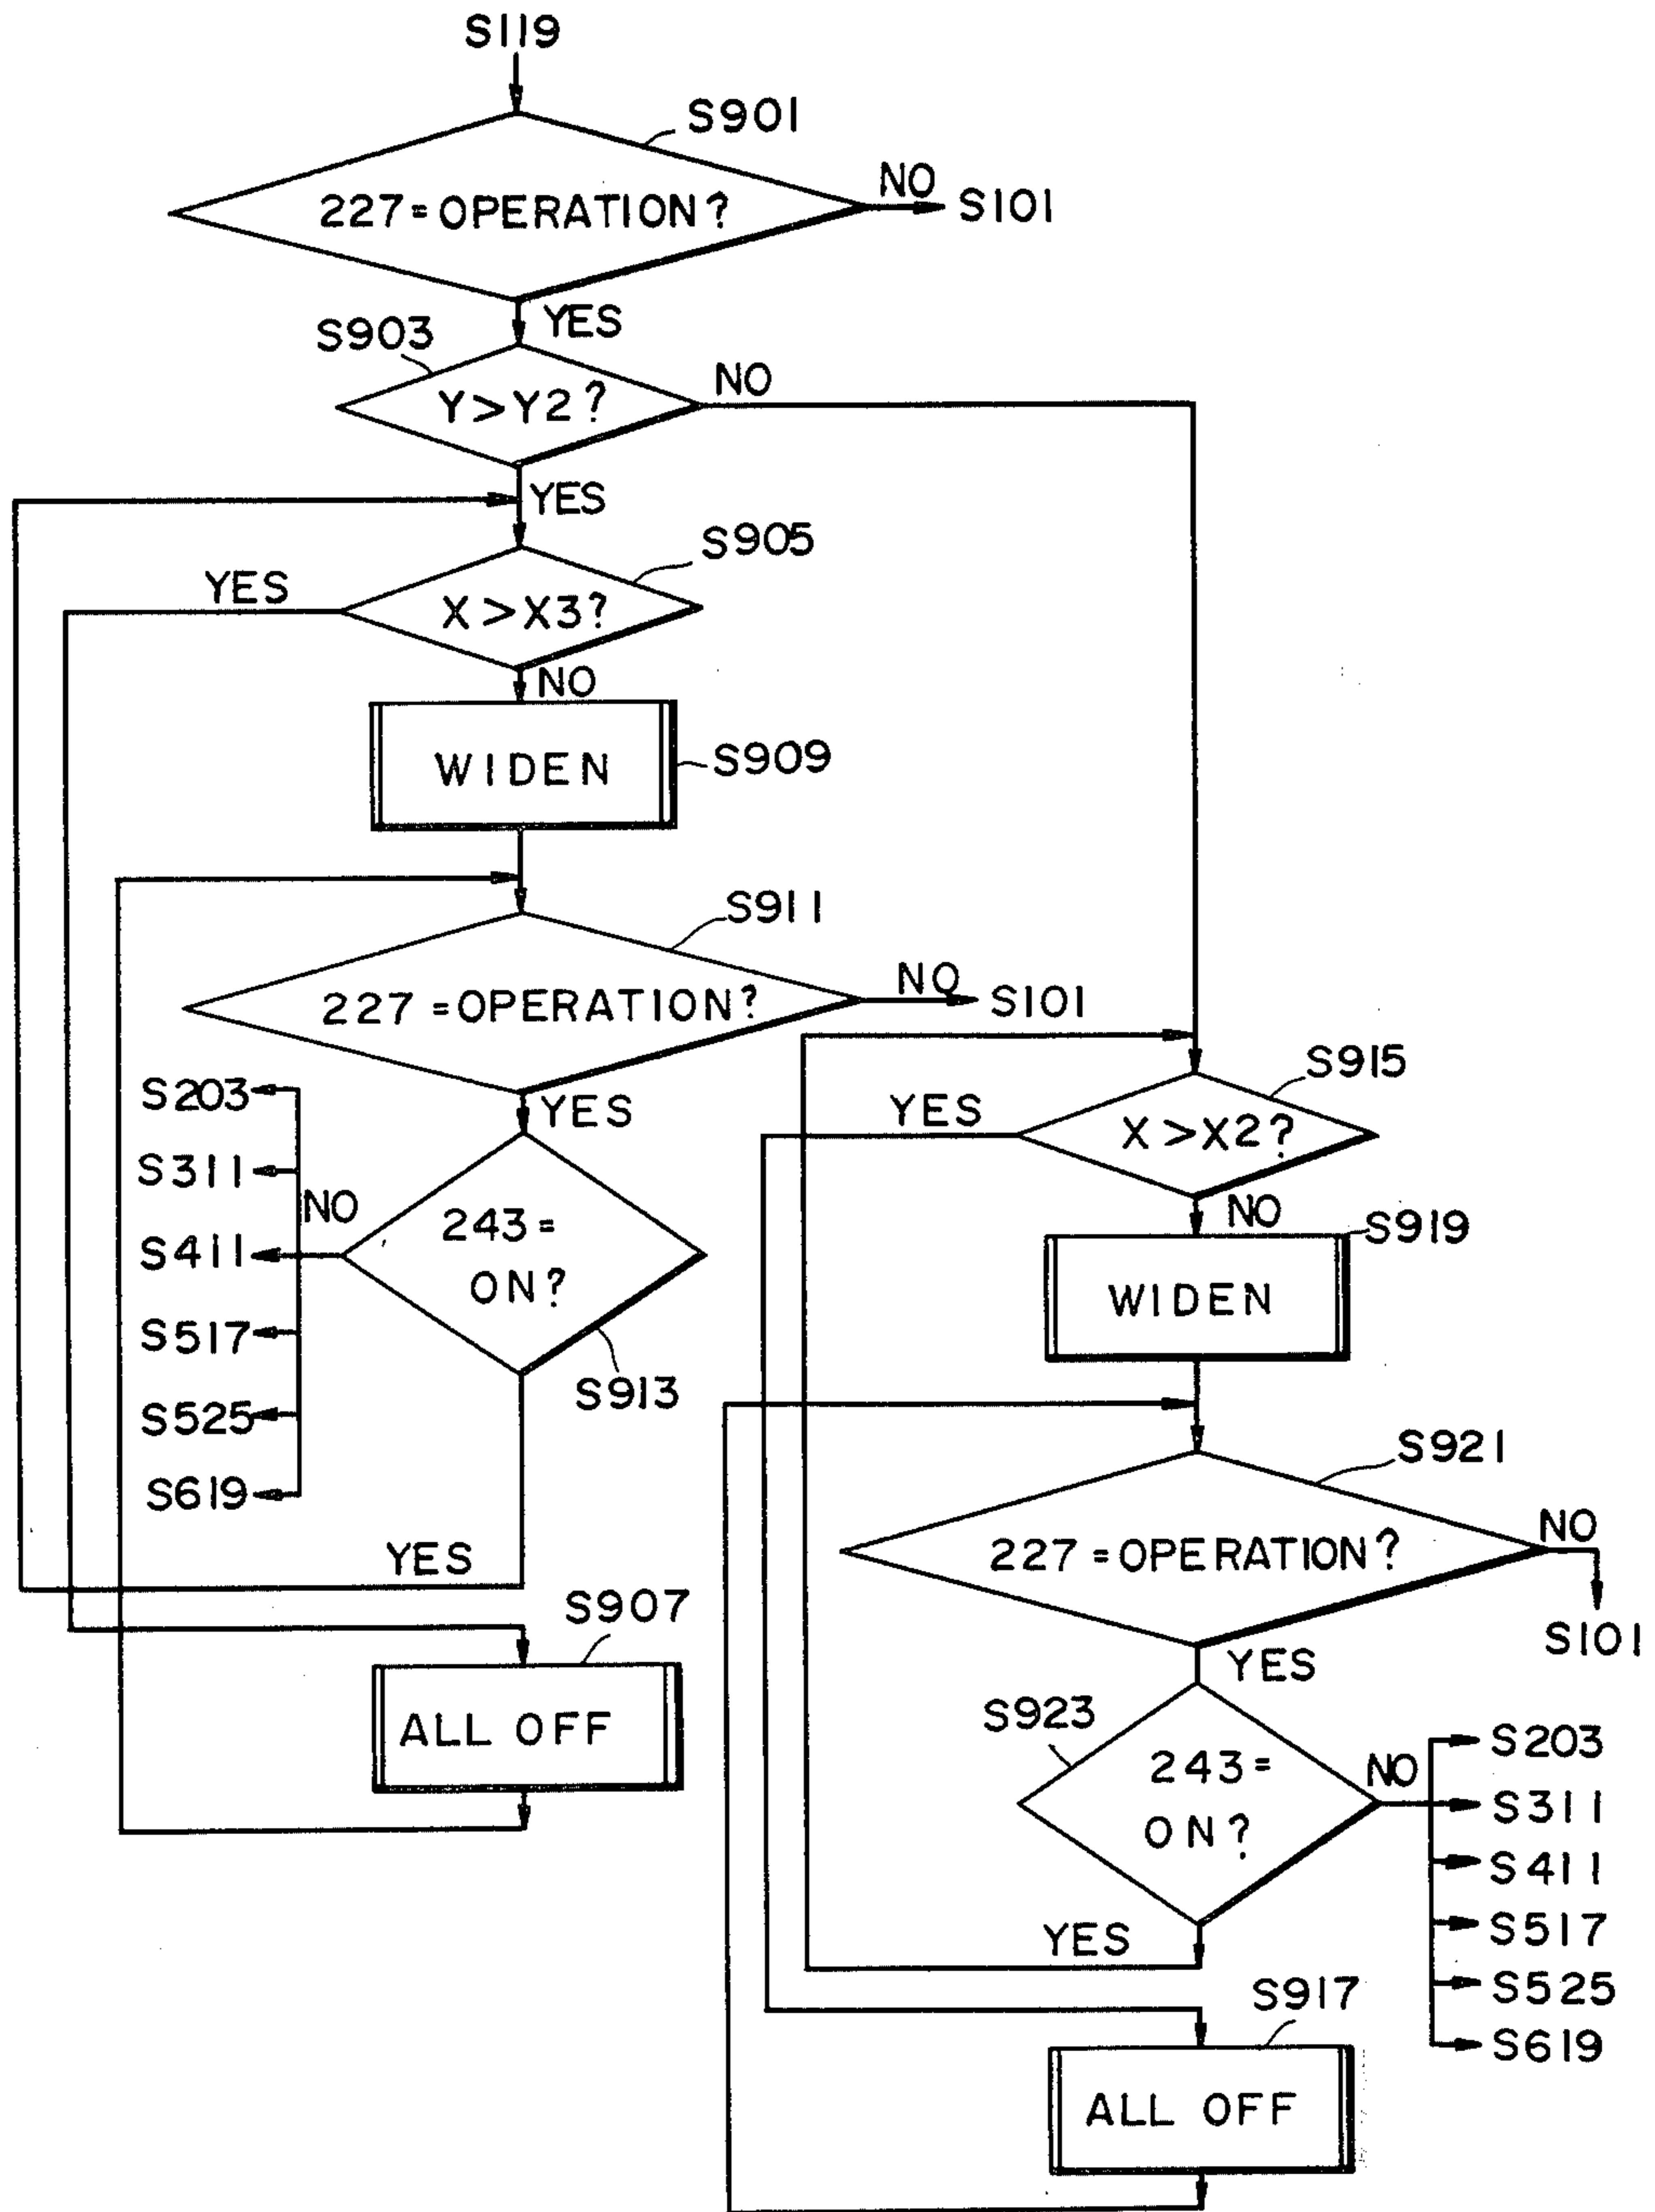 S119
S901
227=OPERATION?
NO
S101
YES
S903
Y>Y2?
NO
YES
S905
YES
X>X3?
NO
WIDEN
S909
S911
227=OPERATION?
NO
S101
YES
S203
S311
S411
S517
S525
S619
NO
243=
ON?
S913
YES
S907
ALL OFF
S915
YES
X>X2?
NO
S919
WIDEN
S921
227=OPERATION?
NO
S101
YES
S923
243=
ON?
NO
S203
S311
S411
S517
S525
S619
YES
S917
ALL OFF